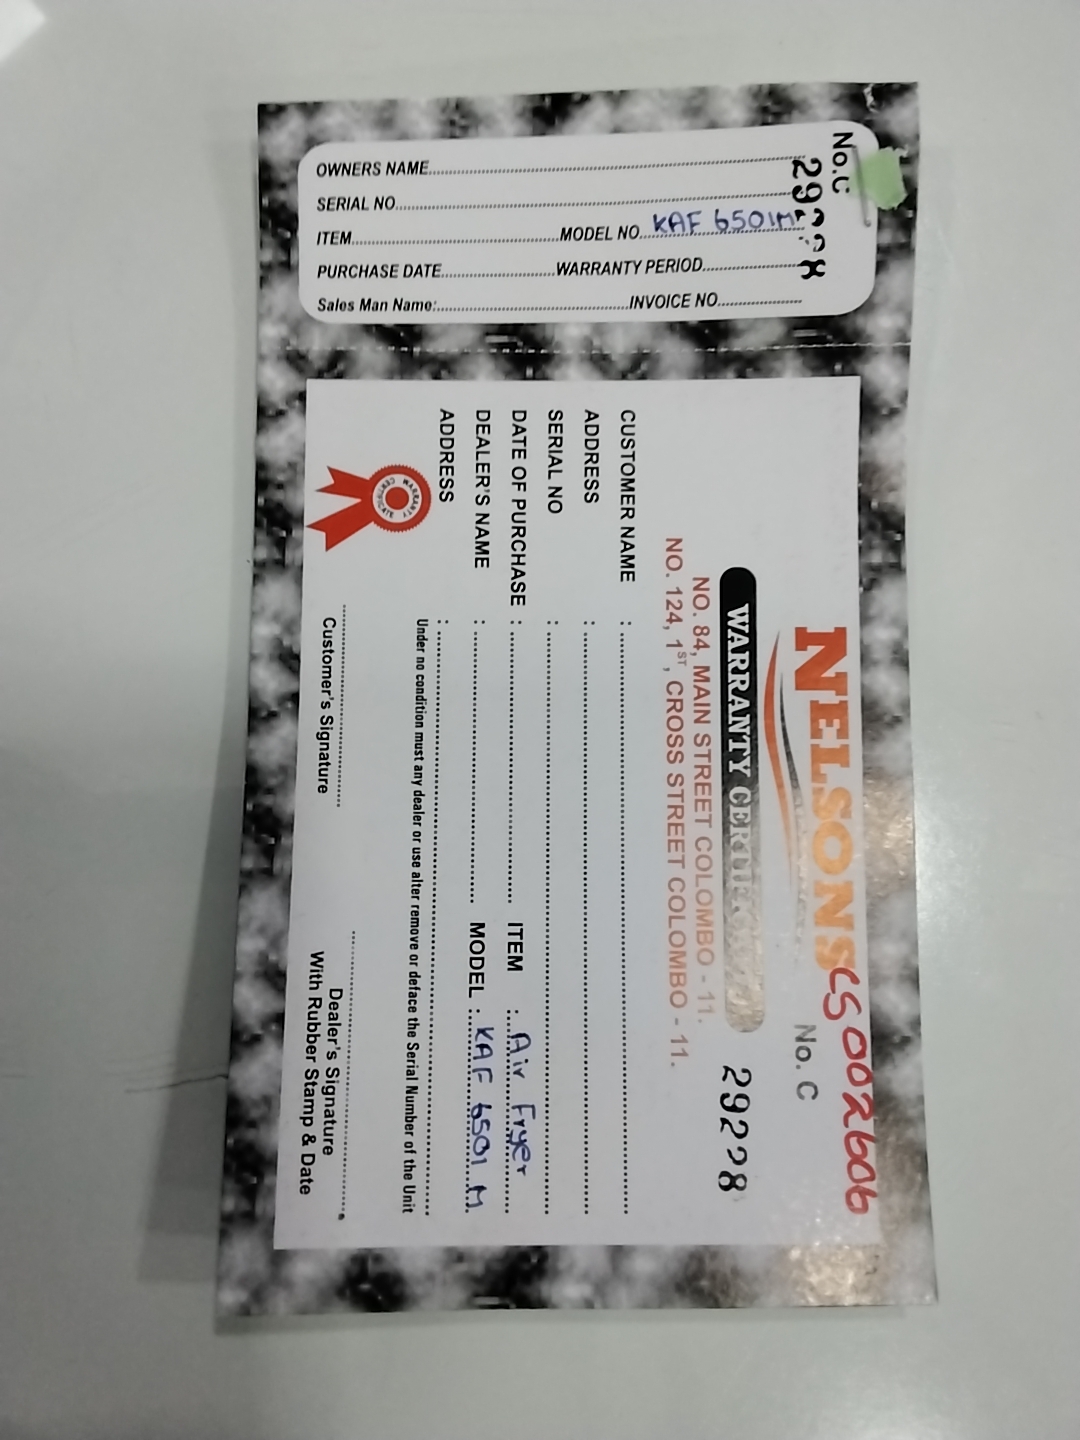 No.C
29228
OWNERS NAME
SERIAL NO
ITEM MODEL NO. KAF 6501M
PURCHASE DATE WARRANTY PERIOD
Sales Man Name: INVOICE NO
NELSONS CS002606
No. C
WARRANTY CERTIFICATE 29228
NO. 84, MAIN STREET COLOMBO - 11.
NO. 124, 1ST, CROSS STREET COLOMBO - 11.
CUSTOMER NAME :
ADDRESS :
SERIAL NO :
DATE OF PURCHASE : ITEM : Air Fryer
DEALER'S NAME : MODEL : KAF 6501 M
ADDRESS :
Under no condition must any dealer or use alter remove or deface the Serial Number of the Unit
WARRANTY
CERTIFICATE
Customer's Signature
Dealer's Signature
With Rubber Stamp & Date